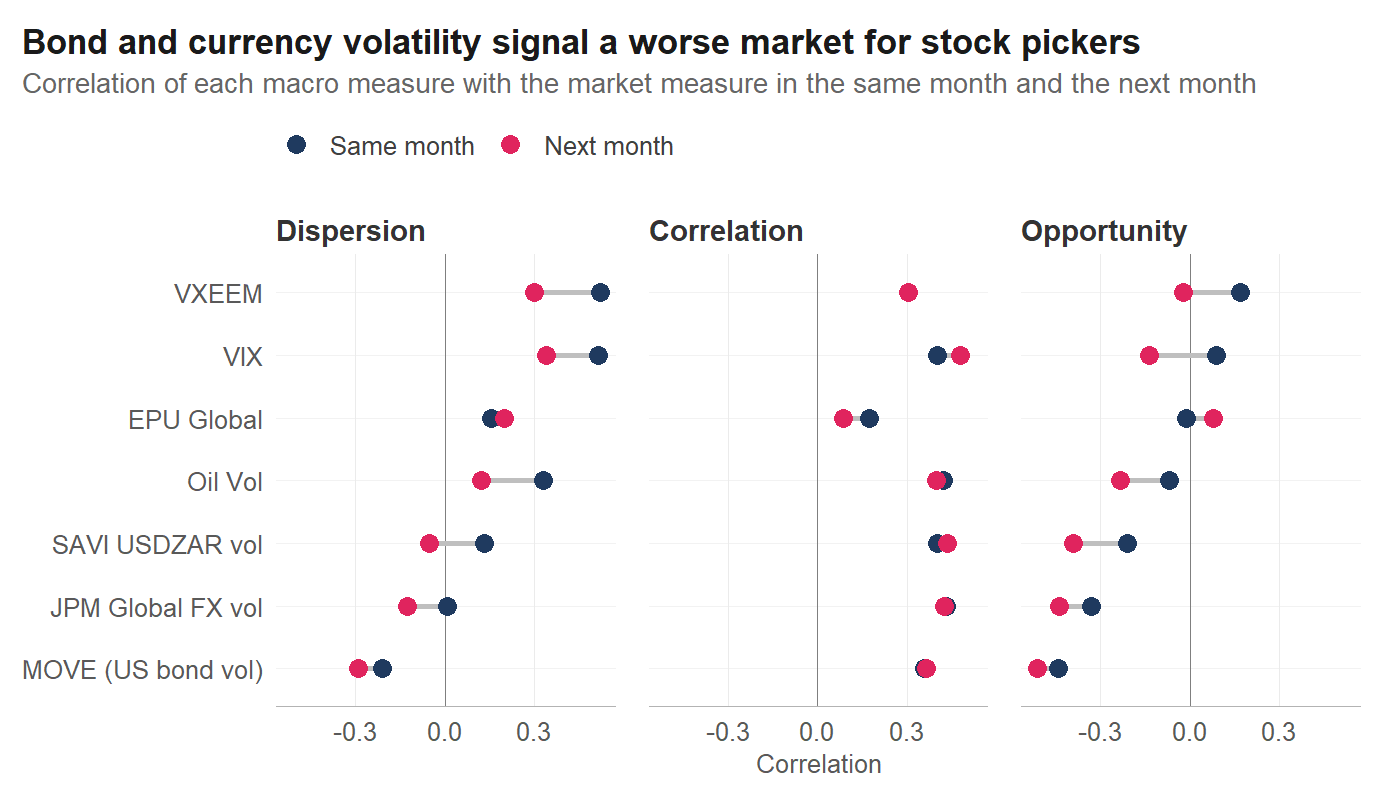 Bond and currency volatility signal a worse market for stock pickers
Correlation of each macro measure with the market measure in the same month and the next month
Same month Next month
Dispersion Correlation Opportunity
VXEEM
VIX
EPU Global
Oil Vol
SAVI USDZAR vol
JPM Global FX vol
MOVE (US bond vol)
-0.3 0.0 0.3 -0.3 0.0 0.3 -0.3 0.0 0.3
Correlation